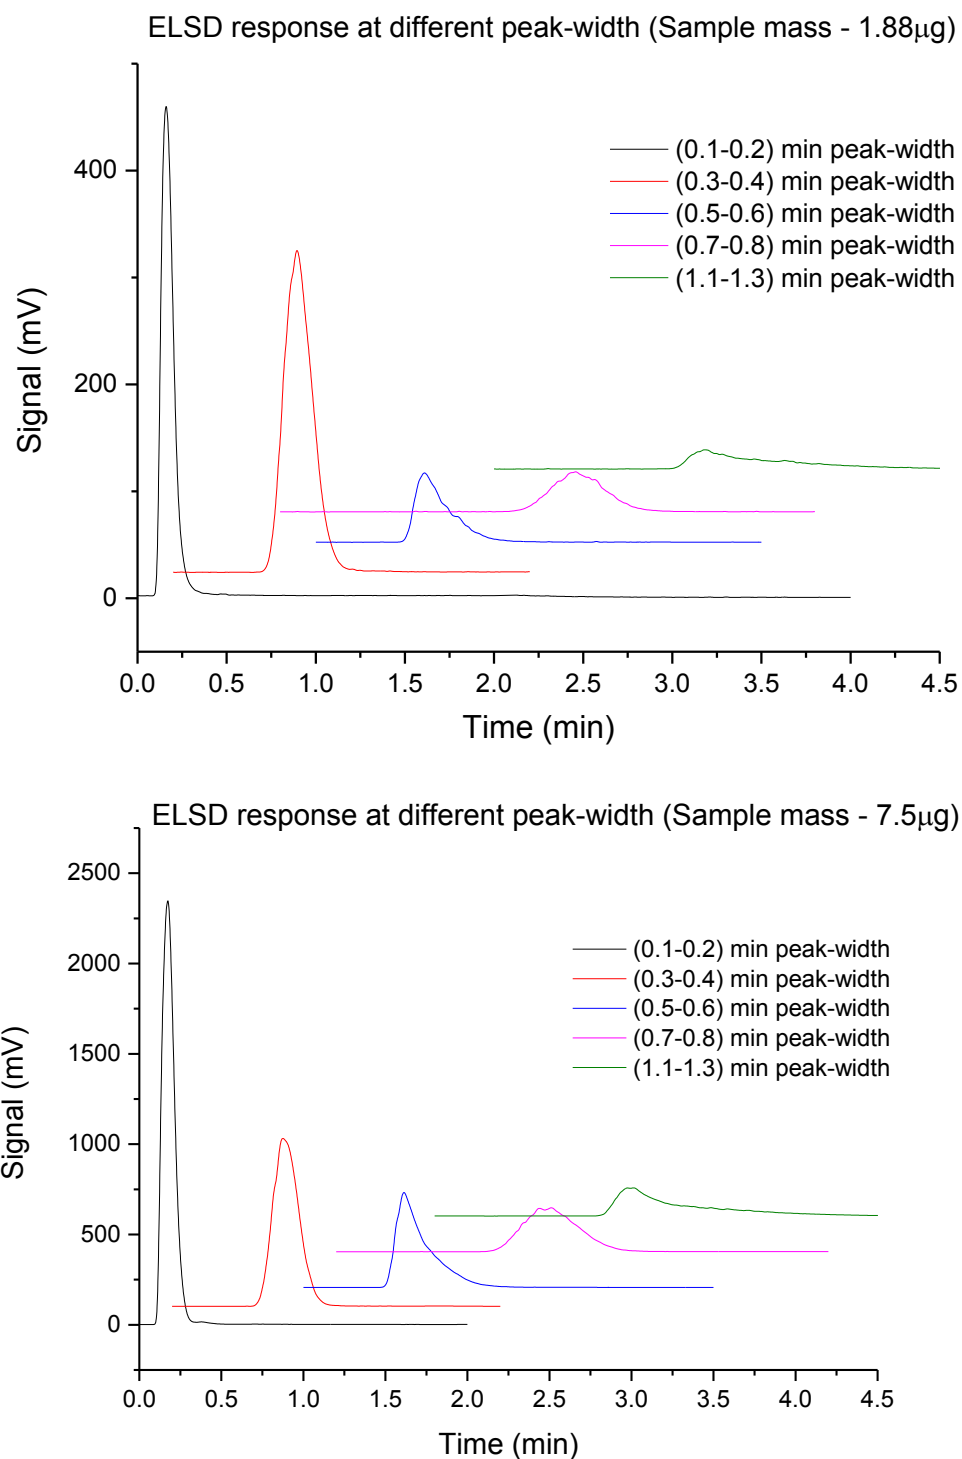 ELSD response at different peak-width (Sample mass - 1.88μg)
Signal (mV)
400
200
0
(0.1-0.2) min peak-width
(0.3-0.4) min peak-width
(0.5-0.6) min peak-width
(0.7-0.8) min peak-width
(1.1-1.3) min peak-width
0.0 0.5 1.0 1.5 2.0 2.5 3.0 3.5 4.0 4.5
Time (min)
ELSD response at different peak-width (Sample mass - 7.5μg)
Signal (mV)
2500
2000
1500
1000
500
0
(0.1-0.2) min peak-width
(0.3-0.4) min peak-width
(0.5-0.6) min peak-width
(0.7-0.8) min peak-width
(1.1-1.3) min peak-width
0.0 0.5 1.0 1.5 2.0 2.5 3.0 3.5 4.0 4.5
Time (min)